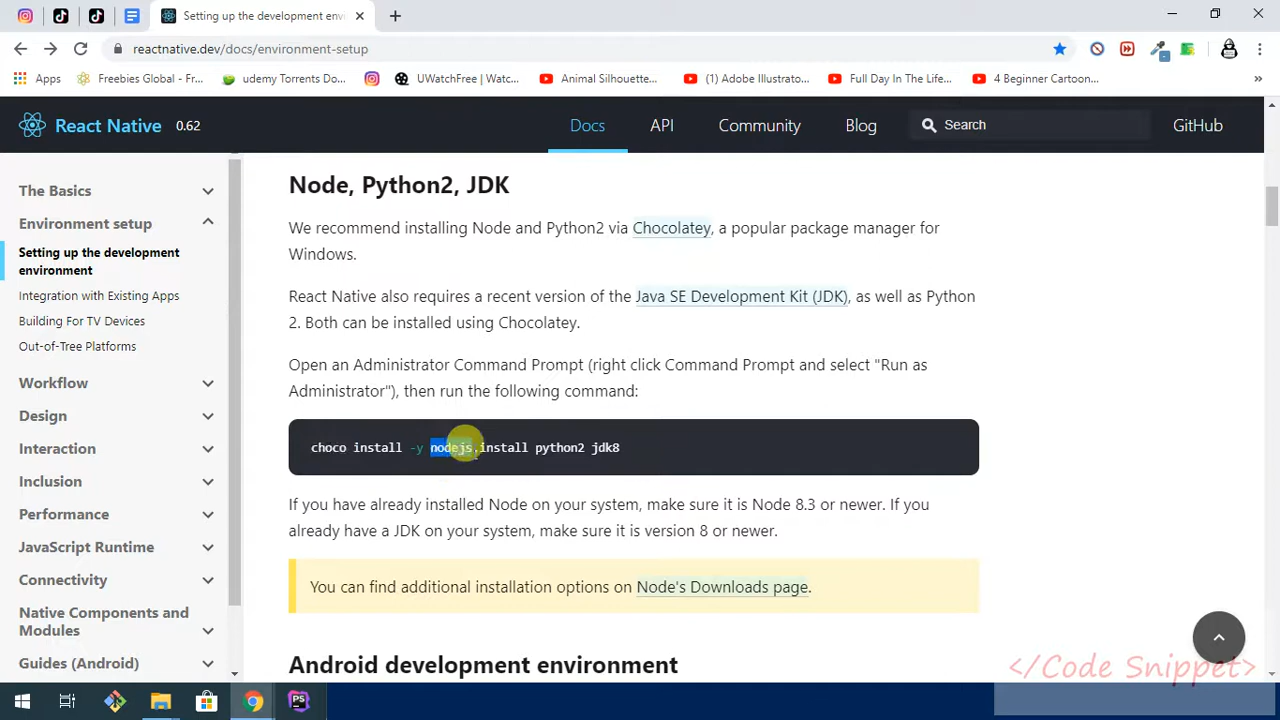 Setting up the development envi
reactnative.dev/docs/environment-setup
Apps
Freebies Global - Fr...
udemy Torrents Do...
UWatchFree | Watc...
Animal Silhouette...
(1) Adobe Illustrato...
Full Day In The Life...
4 Beginner Cartoon...
»
React Native 0.62
Docs
API
Community
Blog
Search
GitHub
The Basics
Environment setup
Setting up the development
environment
Integration with Existing Apps
Building For TV Devices
Out-of-Tree Platforms
Workflow
Design
Interaction
Inclusion
Performance
JavaScript Runtime
Connectivity
Native Components and
Modules
Guides (Android)
Node, Python2, JDK
We recommend installing Node and Python2 via Chocolatey, a popular package manager for
Windows.
React Native also requires a recent version of the Java SE Development Kit (JDK), as well as Python
2. Both can be installed using Chocolatey.
Open an Administrator Command Prompt (right click Command Prompt and select "Run as
Administrator"), then run the following command:
choco install -y nodejs.install python2 jdk8
If you have already installed Node on your system, make sure it is Node 8.3 or newer. If you
already have a JDK on your system, make sure it is version 8 or newer.
You can find additional installation options on Node's Downloads page.
Android development environment
</Code Snippet>
PS